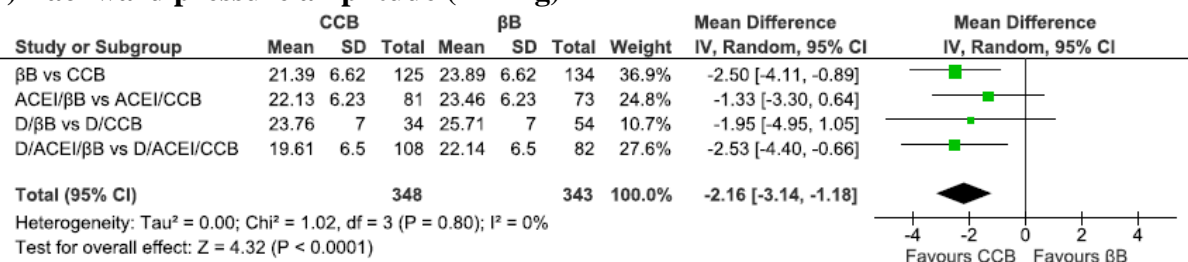 CCB βB Mean Difference Mean Difference
Study or Subgroup Mean SD Total Mean SD Total Weight IV, Random, 95% CI IV, Random, 95% CI
βB vs CCB 21.39 6.62 125 23.89 6.62 134 36.9% -2.50 [-4.11, -0.89]
ACEI/βB vs ACEI/CCB 22.13 6.23 81 23.46 6.23 73 24.8% -1.33 [-3.30, 0.64]
D/βB vs D/CCB 23.76 7 34 25.71 7 54 10.7% -1.95 [-4.95, 1.05]
D/ACEI/βB vs D/ACEI/CCB 19.61 6.5 108 22.14 6.5 82 27.6% -2.53 [-4.40, -0.66]
Total (95% CI) 348 343 100.0% -2.16 [-3.14, -1.18]
Heterogeneity: Tau² = 0.00; Chi² = 1.02, df = 3 (P = 0.80); I² = 0%
Test for overall effect: Z = 4.32 (P < 0.0001)
-4 -2 0 2 4
Favours CCB Favours βB